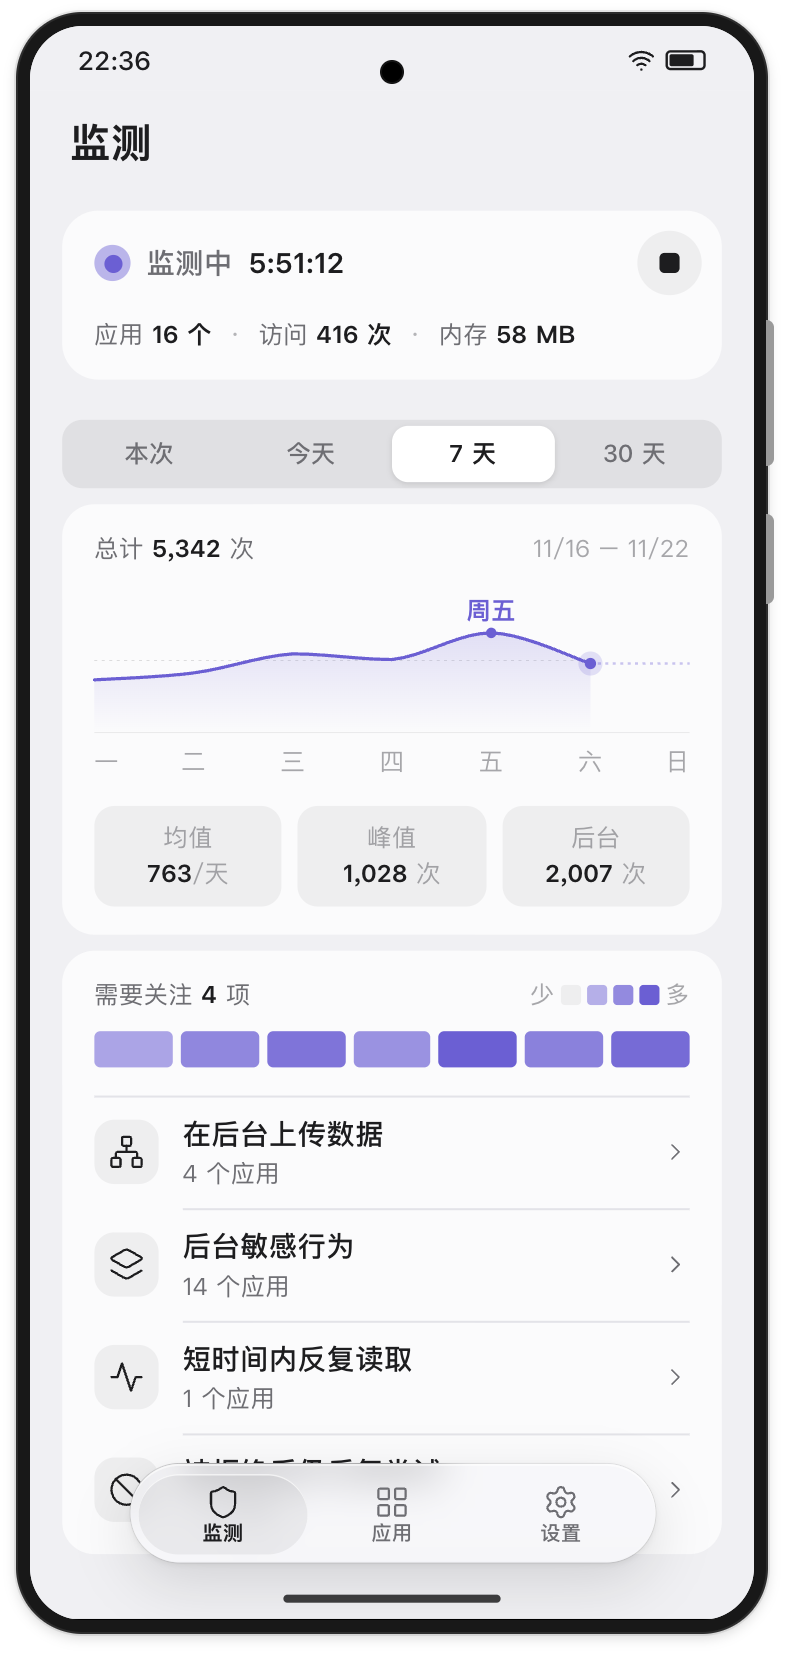 22:36
监测
监测中 5:51:12
应用 16 个 · 访问 416 次 · 内存 58 MB
本次 今天 7 天 30 天
总计 5,342 次 11/16 — 11/22
周五
一 二 三 四 五 六 日
均值 峰值 后台
763/天 1,028 次 2,007 次
需要关注 4 项 少 多
在后台上传数据
4 个应用
后台敏感行为
14 个应用
短时间内反复读取
1 个应用
监测 应用 设置